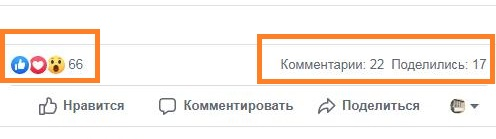 66 Комментарии: 22 Поделились: 17
Нравится Комментировать Поделиться